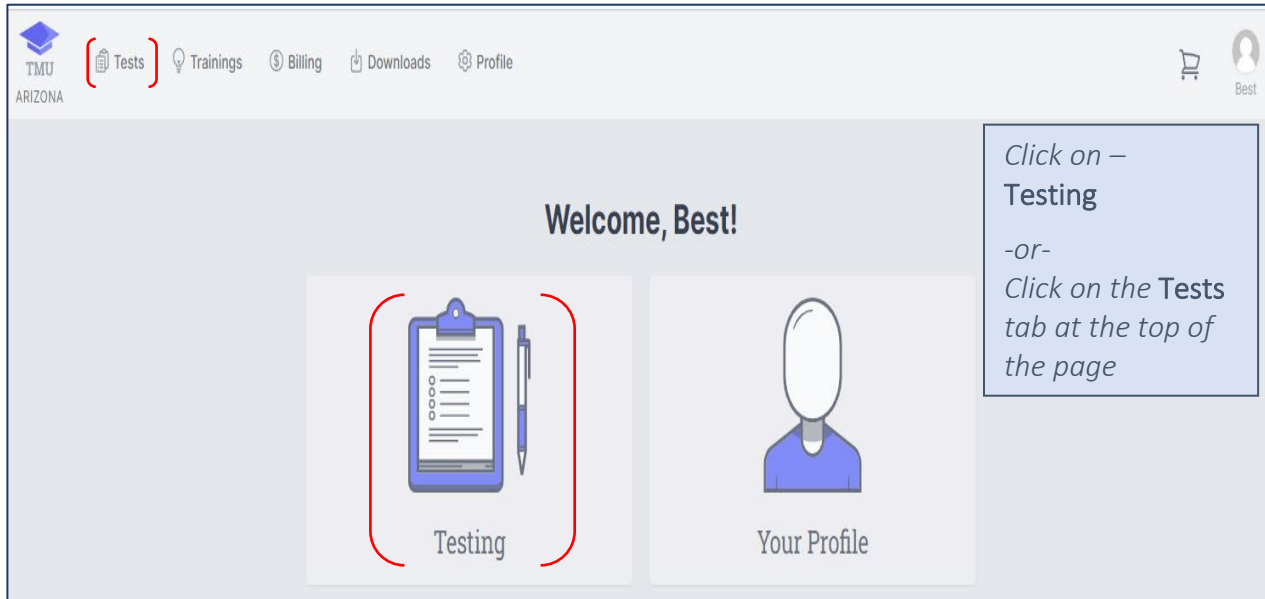 TMU
ARIZONA
Tests
Trainings
Billing
Downloads
Profile
Best
Welcome, Best!
Testing
Your Profile
Click on –
Testing
-or-
Click on the Tests
tab at the top of
the page